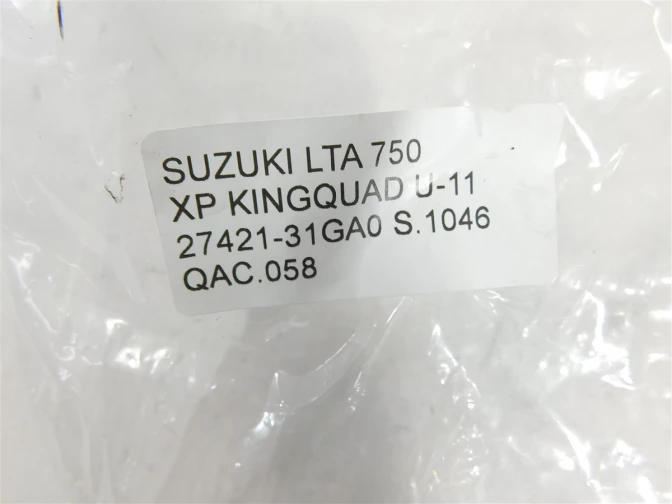 SUZUKI LTA 750
XP KINGQUAD U-11
27421-31GA0 S.1046
QAC.058